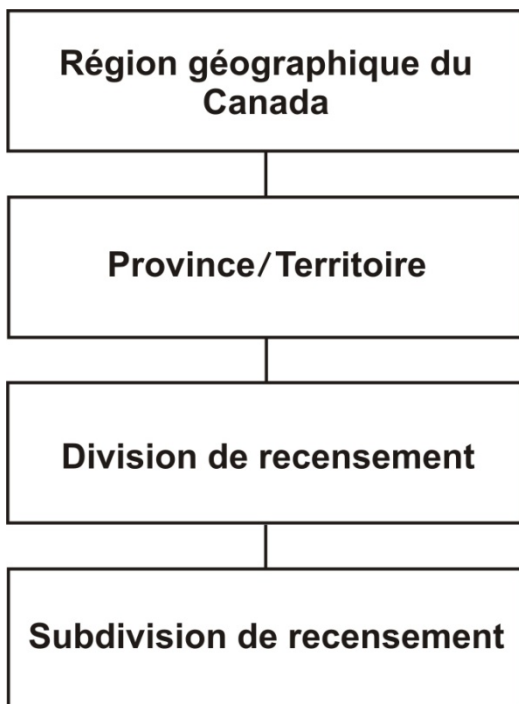 Région géographique du
Canada
Province/Territoire
Division de recensement
Subdivision de recensement